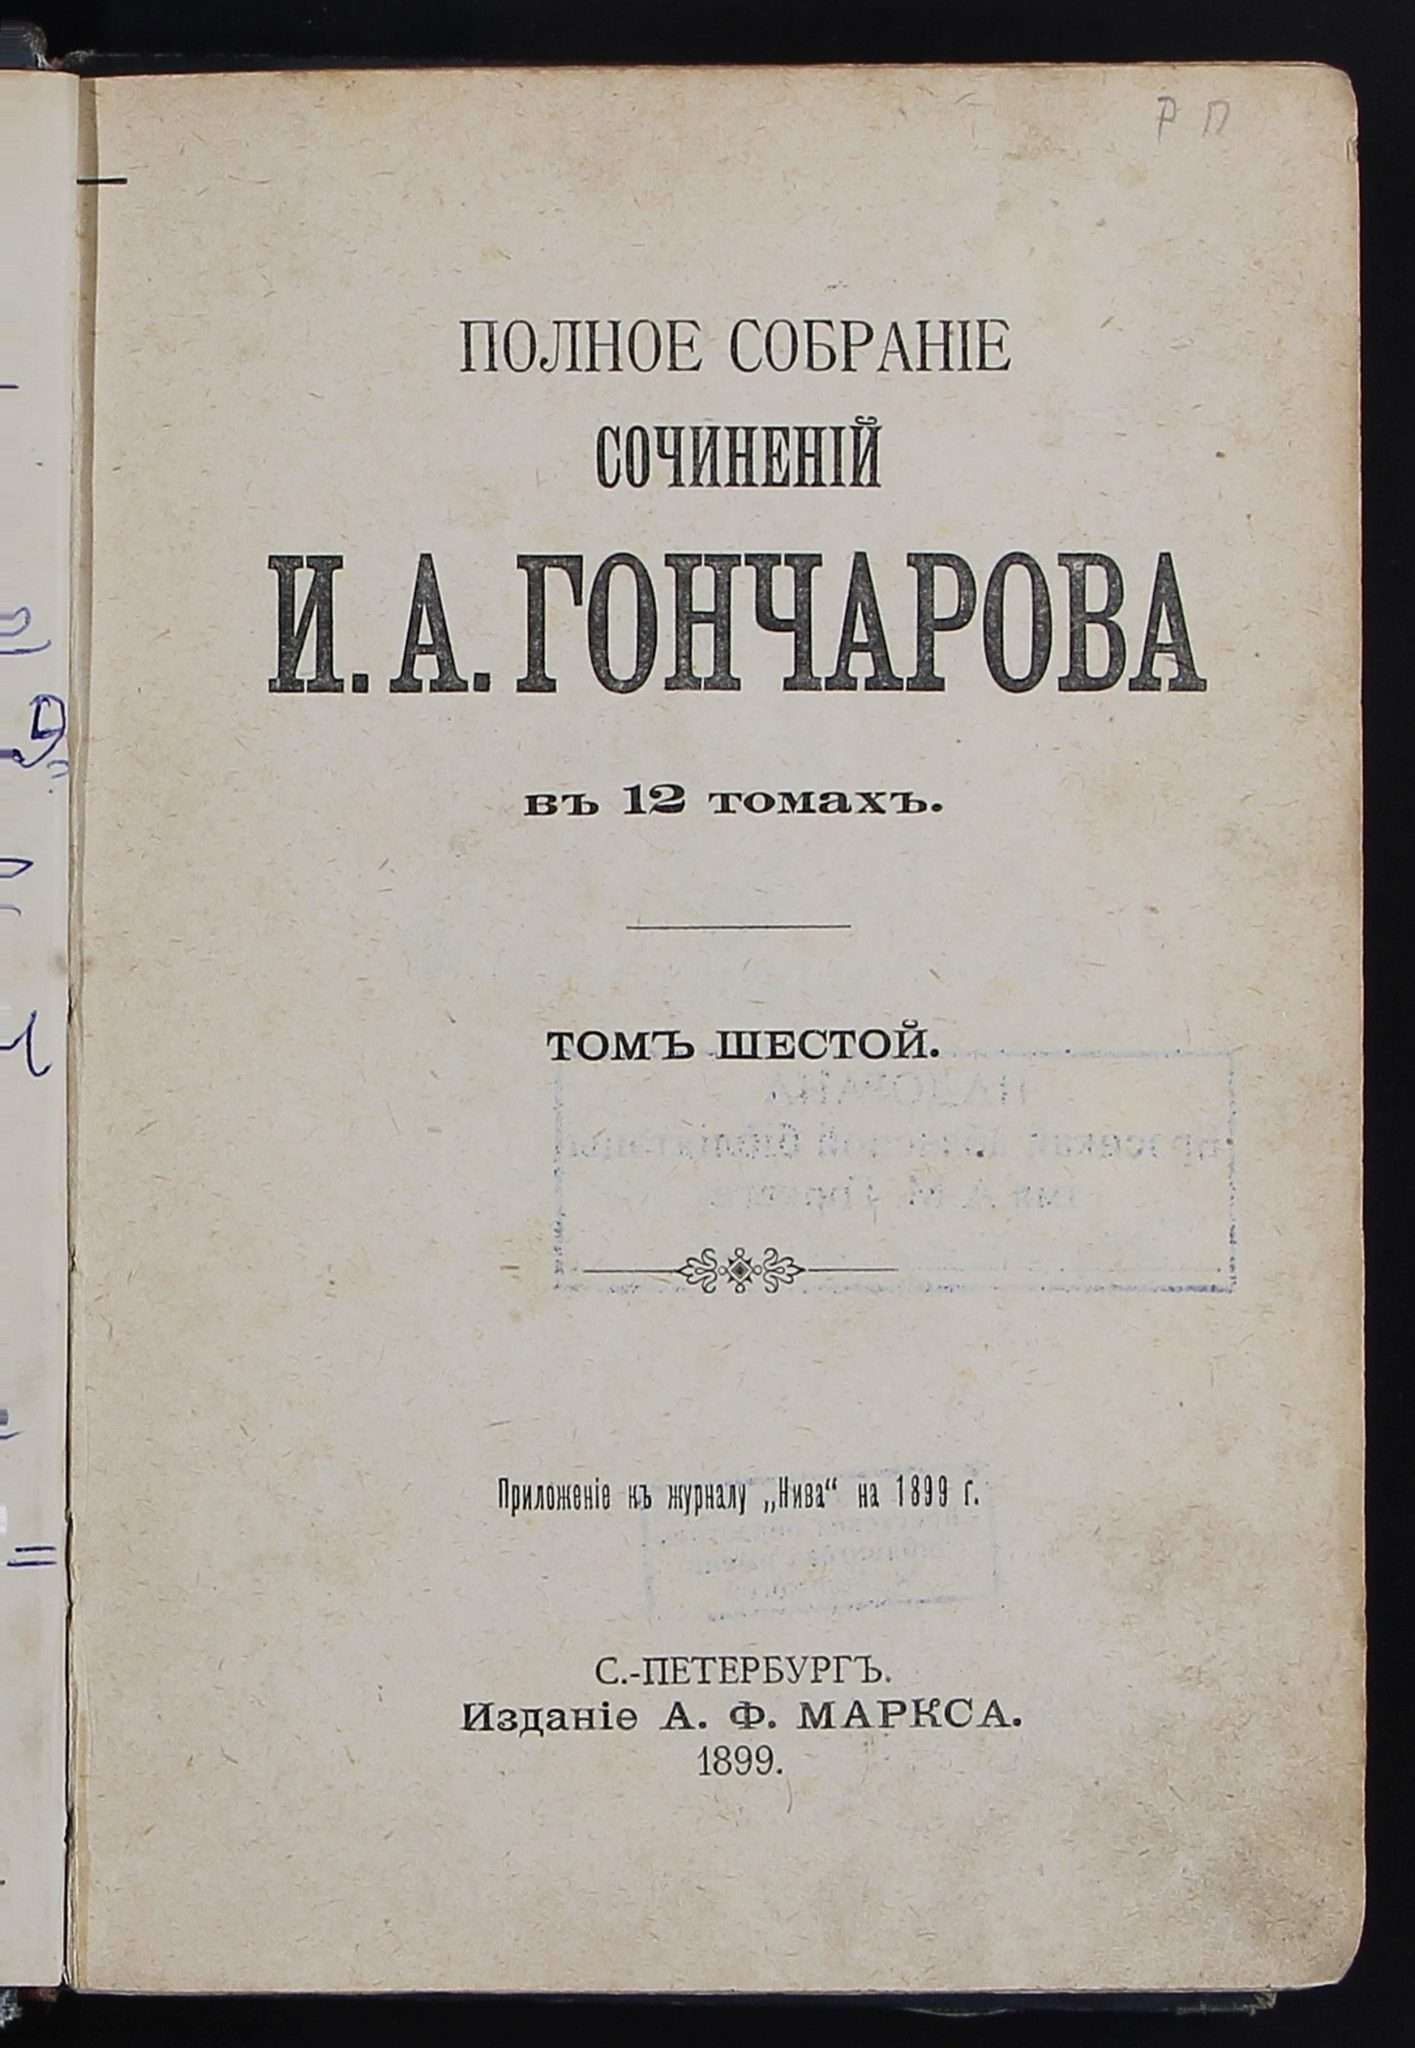 Р П
ПОЛНОЕ СОБРАНІЕ
СОЧИНЕНІЙ
И. А. ГОНЧАРОВА
въ 12 томахъ.
ТОМЪ ШЕСТОЙ.
Приложеніе къ журналу „Нива“ на 1899 г.
С.-ПЕТЕРБУРГЪ.
Изданіе А. Ф. МАРКСА.
1899.